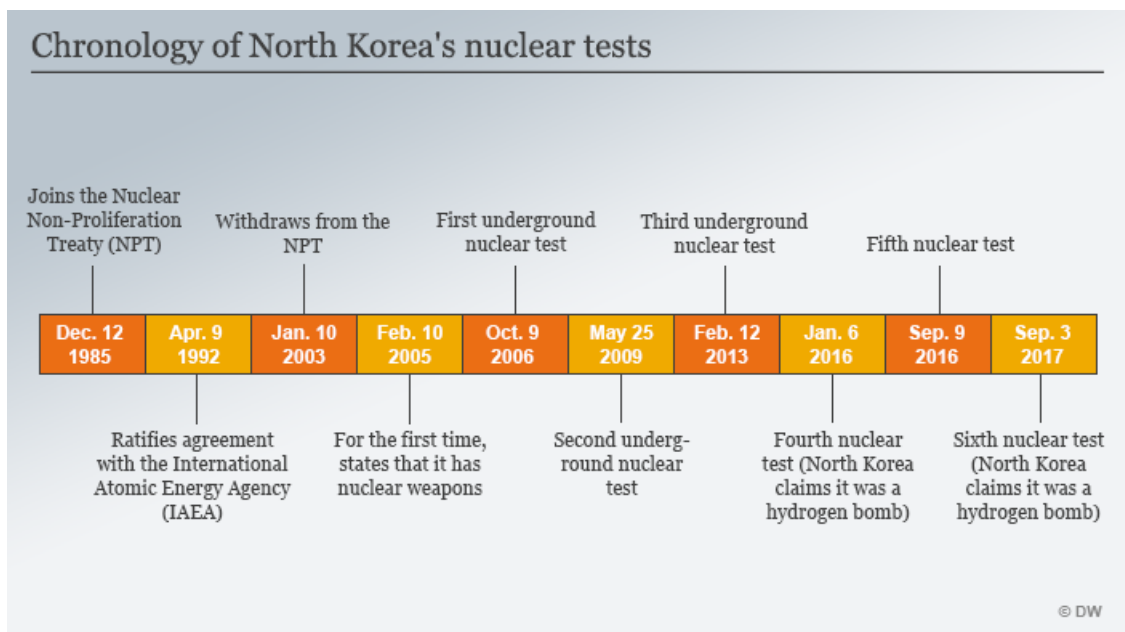 Chronology of North Korea's nuclear tests
Joins the Nuclear
Non-Proliferation
Treaty (NPT)
Withdraws from the
NPT
First underground
nuclear test
Third underground
nuclear test
Fifth nuclear test
Dec. 12
1985
Apr. 9
1992
Jan. 10
2003
Feb. 10
2005
Oct. 9
2006
May 25
2009
Feb. 12
2013
Jan. 6
2016
Sep. 9
2016
Sep. 3
2017
Ratifies agreement
with the International
Atomic Energy Agency
(IAEA)
For the first time,
states that it has
nuclear weapons
Second underg-
round nuclear
test
Fourth nuclear
test (North Korea
claims it was a
hydrogen bomb)
Sixth nuclear test
(North Korea
claims it was a
hydrogen bomb)
© DW